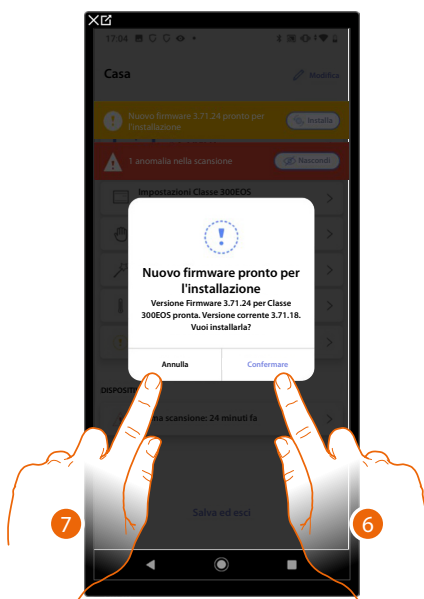 17:04
Casa
Modifica
Nuovo firmware 3.71.24 pronto per
l'installazione
Installa
1 anomalia nella scansione
Nascondi
Impostazioni Classe 300EOS
Nuovo firmware pronto per
l'installazione
Versione Firmware 3.71.24 per Classe
300EOS pronta. Versione corrente 3.71.18.
Vuoi installarla?
Annulla
Confermare
DISPOSIT
na scansione: 24 minuti fa
Salva ed esci
7
6